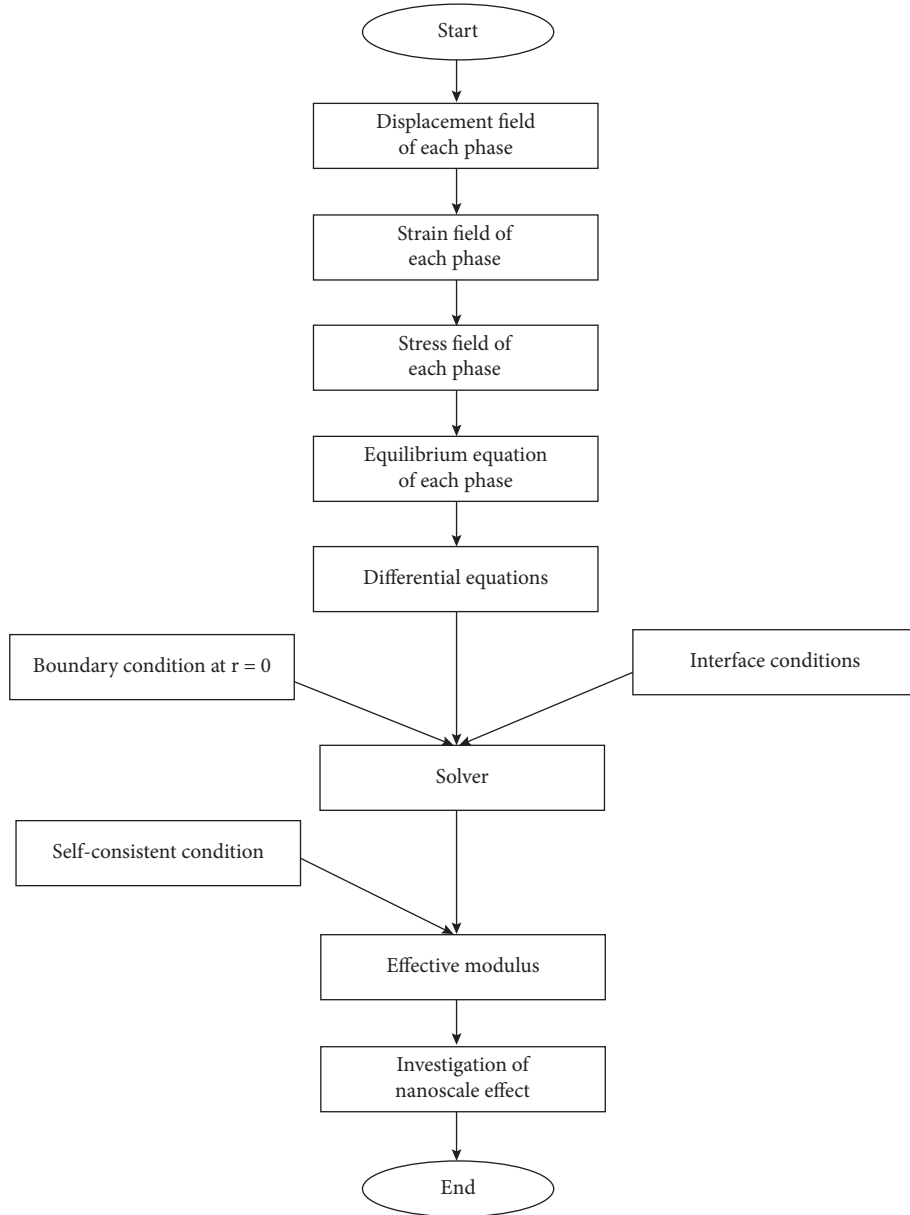 Start
Displacement field
of each phase
Strain field of
each phase
Stress field of
each phase
Equilibrium equation
of each phase
Differential equations
Boundary condition at r = 0
Interface conditions
Solver
Self-consistent condition
Effective modulus
Investigation of
nanoscale effect
End